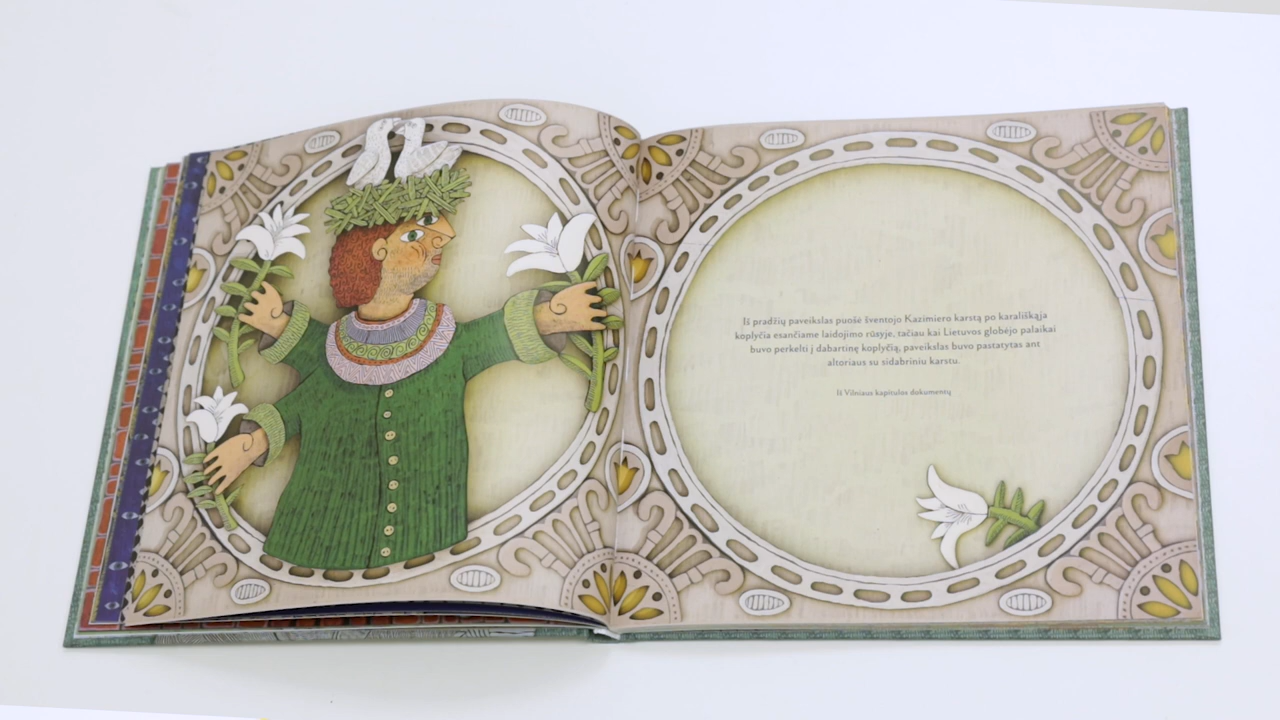 Iš pradžių paveikslas puošė šventojo Kazimiero karstą po karališkąja
koplyčia esančiame laidojimo rūsyje, tačiau kai Lietuvos globėjo palaikai
buvo perkelti į dabartinę koplyčią, paveikslas buvo pastatytas ant
altoriaus su sidabriniu karstu.
Iš Vilniaus kapitulos dokumentų